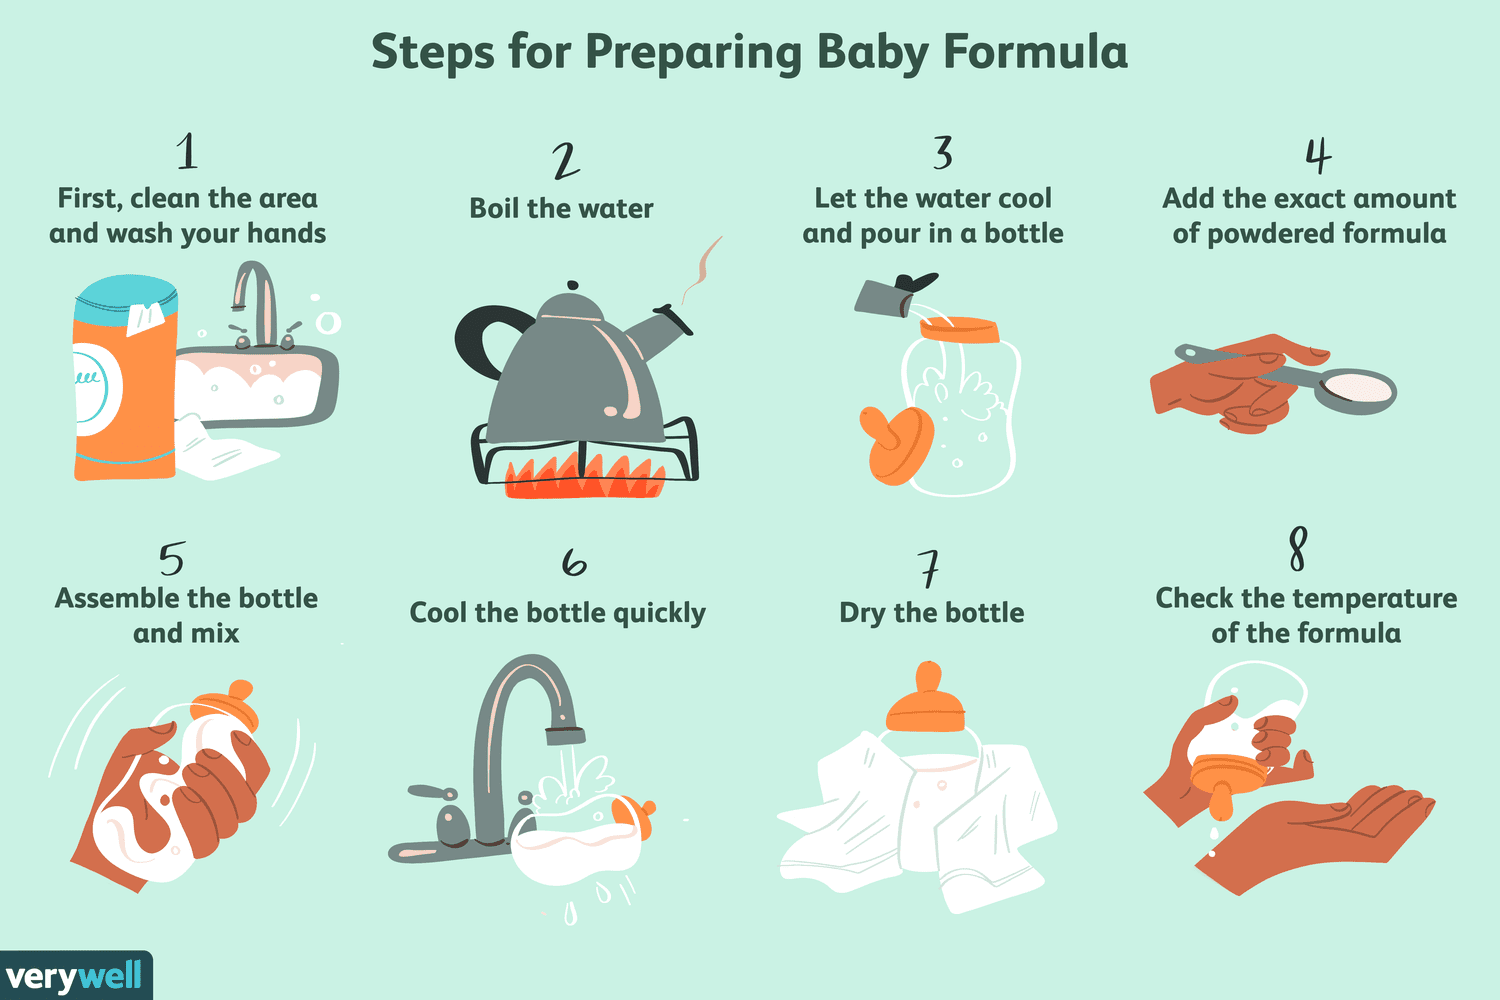 Steps for Preparing Baby Formula
1
First, clean the area
and wash your hands
2
Boil the water
3
Let the water cool
and pour in a bottle
4
Add the exact amount
of powdered formula
5
Assemble the bottle
and mix
6
Cool the bottle quickly
7
Dry the bottle
8
Check the temperature
of the formula
verywell